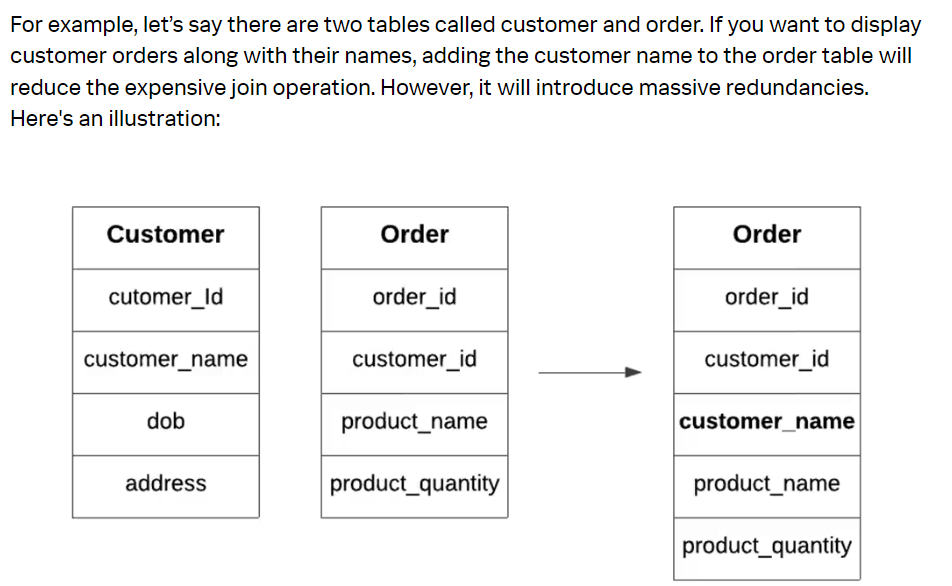 For example, let’s say there are two tables called customer and order. If you want to display
customer orders along with their names, adding the customer name to the order table will
reduce the expensive join operation. However, it will introduce massive redundancies.
Here's an illustration:
Customer
cutomer_Id
customer_name
dob
address
Order
order_id
customer_id
product_name
product_quantity
Order
order_id
customer_id
customer_name
product_name
product_quantity